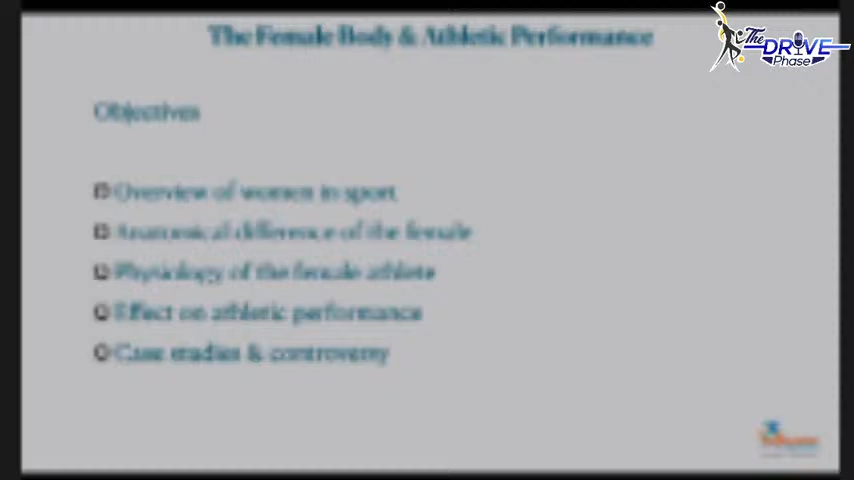 The Female Body & Athletic Performance
The
DRIVE
Phase
Objectives
Overview of women in sport
Anatomical difference of the female
Physiology of the female athlete
Effect on athletic performance
Case studies & controversy